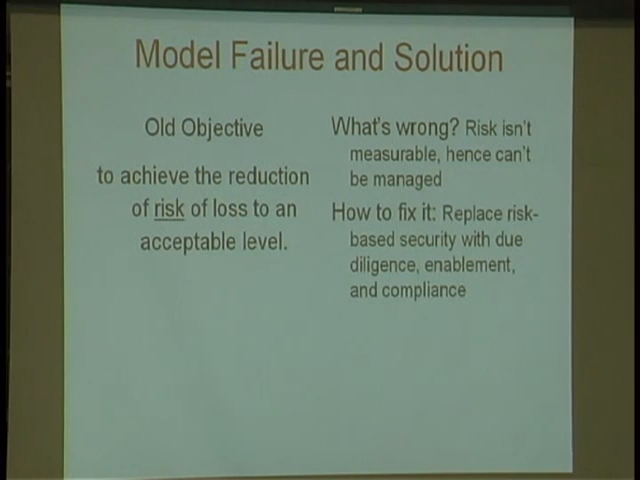 Model Failure and Solution
Old Objective
to achieve the reduction
of risk of loss to an
acceptable level.
What's wrong? Risk isn't
measurable, hence can't
be managed
How to fix it: Replace risk-
based security with due
diligence, enablement,
and compliance